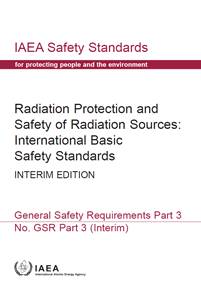 IAEA Safety Standards
for protecting people and the environment
Radiation Protection and
Safety of Radiation Sources:
International Basic
Safety Standards
INTERIM EDITION
General Safety Requirements Part 3
No. GSR Part 3 (Interim)
IAEA
International Atomic Energy Agency